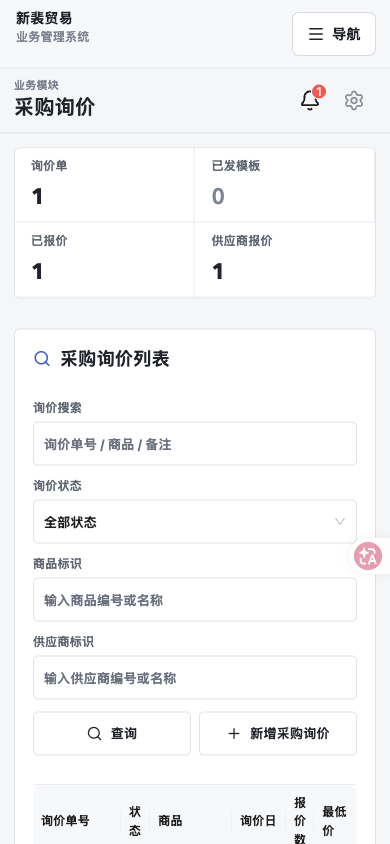 新裴贸易
业务管理系统
导航
业务模块
采购询价
1
询价单
1
已发模板
0
已报价
1
供应商报价
1
采购询价列表
询价搜索
询价单号 / 商品 / 备注
询价状态
全部状态
商品标识
输入商品编号或名称
供应商标识
输入供应商编号或名称
查询
新增采购询价
询价单号
状态
商品
询价日
报价数
最低价